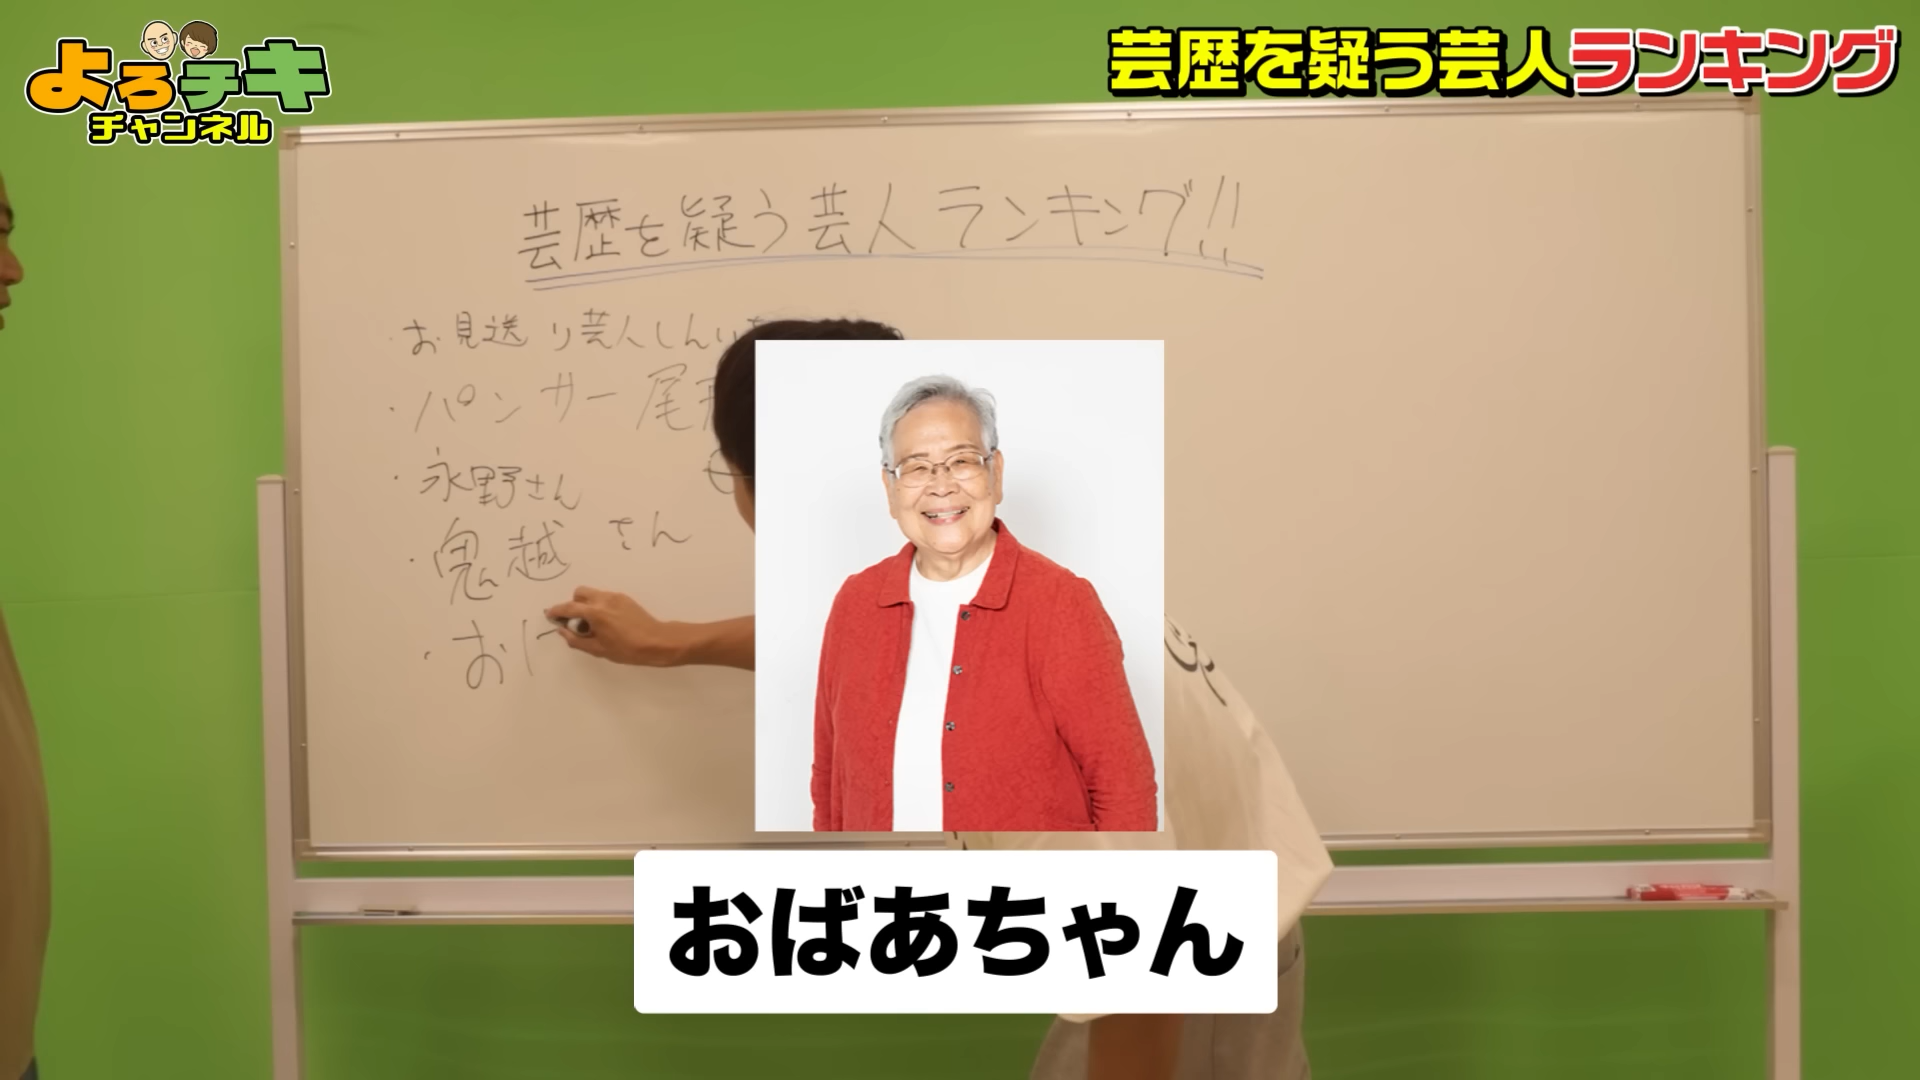 よろチキ
チャンネル
芸歴を疑う芸人ランキング
芸歴を疑う芸人ランキング!!
・お見送り芸人しんい
・パンサー尾
・永野さん
・鬼越 さん
・おば
おばあちゃん